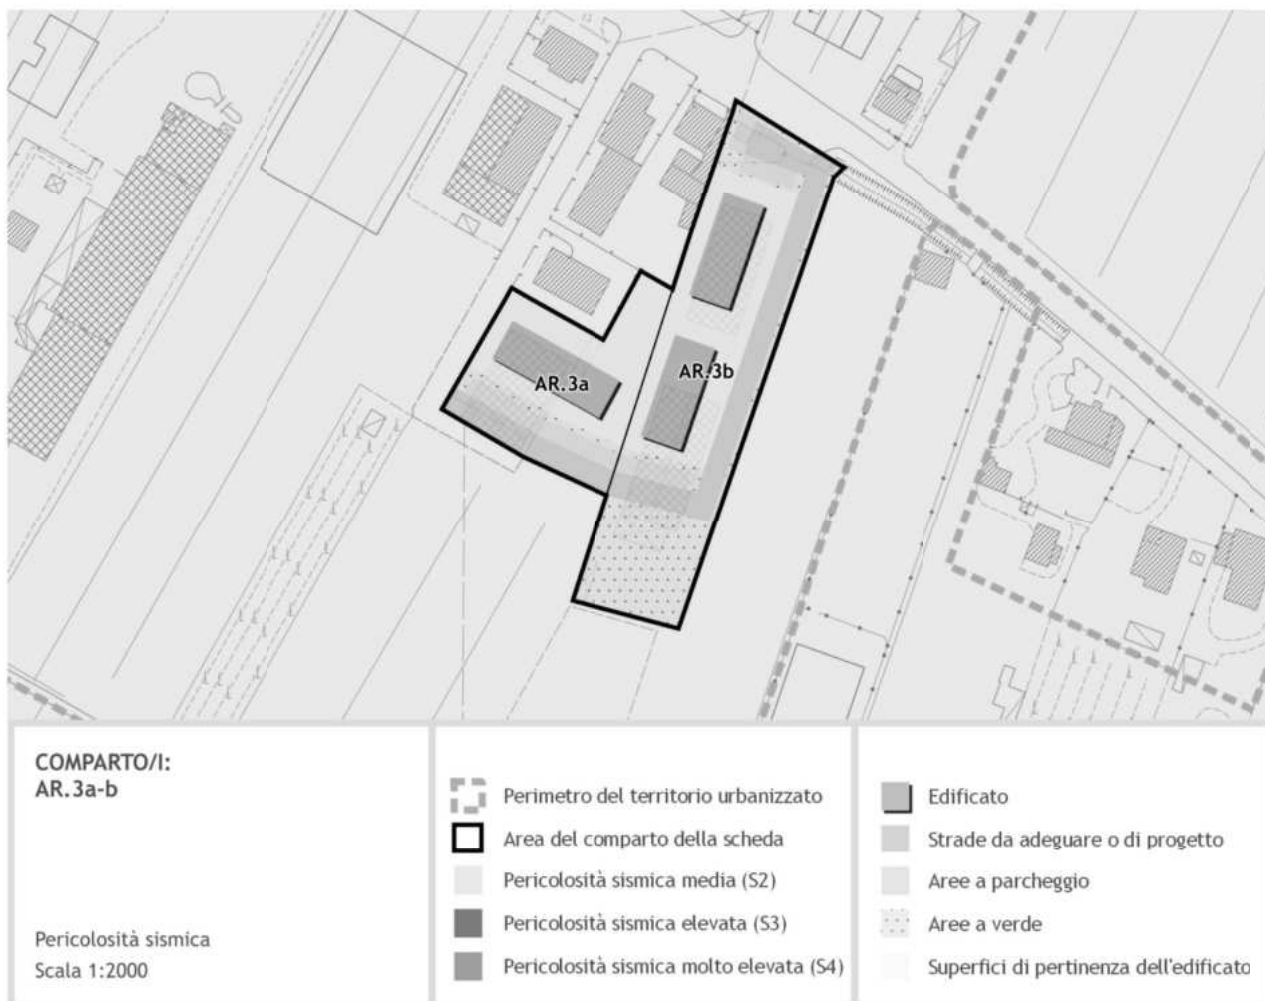 AR.3a
AR.3b
COMPARTO/I:
AR.3a-b
Pericolosità sismica
Scala 1:2000
Perimetro del territorio urbanizzato
Area del comparto della scheda
Pericolosità sismica media (S2)
Pericolosità sismica elevata (S3)
Pericolosità sismica molto elevata (S4)
Edificato
Strade da adeguare o di progetto
Aree a parcheggio
Aree a verde
Superfici di pertinenza dell'edificato